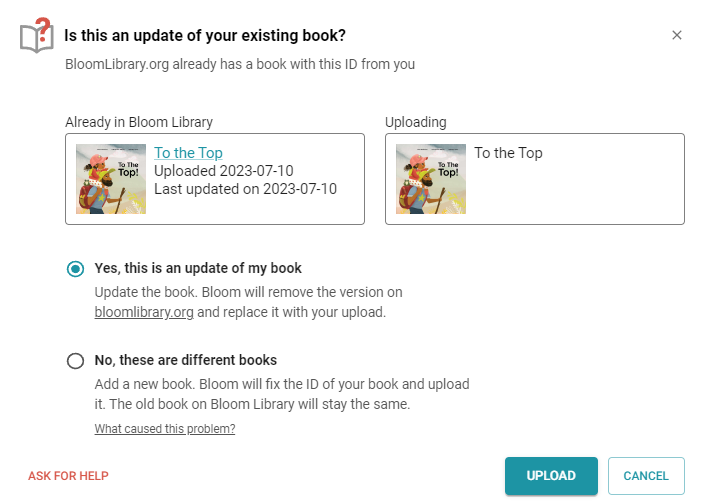 Is this an update of your existing book?
BloomLibrary.org already has a book with this ID from you
Already in Bloom Library
Uploading
To The
Top!
To the Top
Uploaded 2023-07-10
Last updated on 2023-07-10
To The
Top!
To the Top
Yes, this is an update of my book
Update the book. Bloom will remove the version on
bloomlibrary.org and replace it with your upload.
No, these are different books
Add a new book. Bloom will fix the ID of your book and upload
it. The old book on Bloom Library will stay the same.
What caused this problem?
ASK FOR HELP
UPLOAD
CANCEL